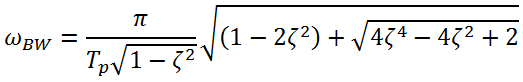 ω_BW = π / (T_p√(1 − ζ²)) √((1 − 2ζ²) + √(4ζ⁴ − 4ζ² + 2))